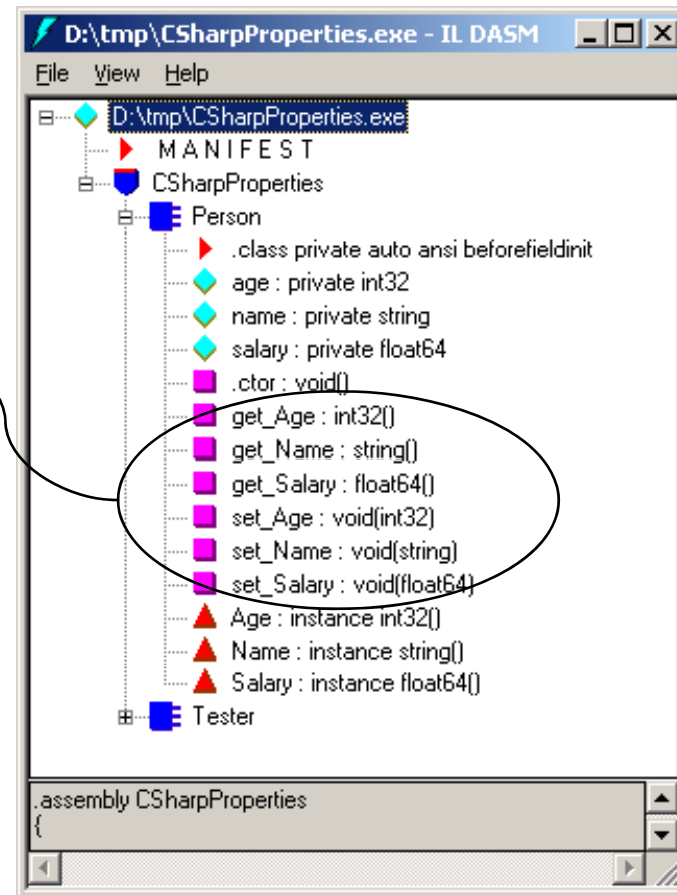 D:\tmp\CSharpProperties.exe - IL DASM
File View Help
D:\tmp\CSharpProperties.exe
M A N I F E S T
CSharpProperties
Person
.class private auto ansi beforefieldinit
age : private int32
name : private string
salary : private float64
.ctor : void()
get_Age : int32()
get_Name : string()
get_Salary : float64()
set_Age : void(int32)
set_Name : void(string)
set_Salary : void(float64)
Age : instance int32()
Name : instance string()
Salary : instance float64()
Tester
.assembly CSharpProperties
{